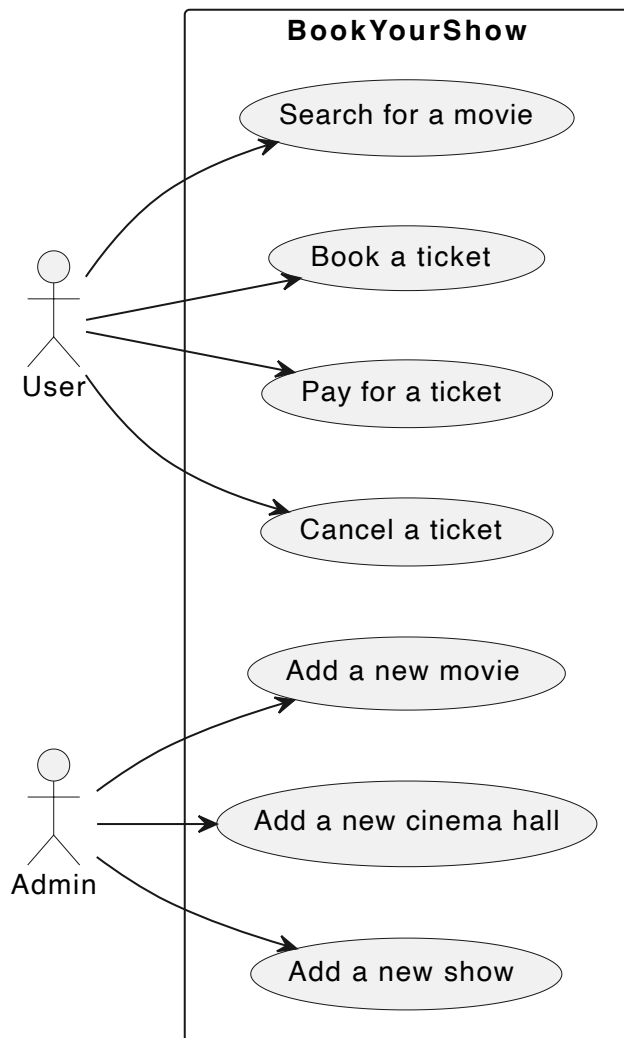 BookYourShow
Search for a movie
Book a ticket
User
Pay for a ticket
Cancel a ticket
Add a new movie
Add a new cinema hall
Admin
Add a new show